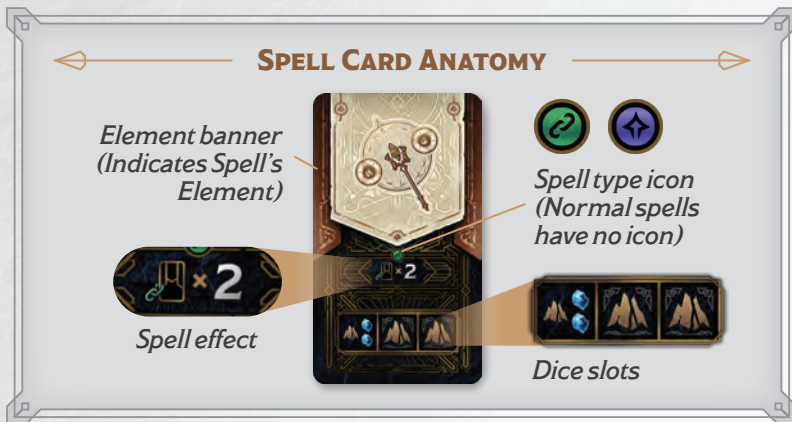 SPELL CARD ANATOMY
Element banner
(Indicates Spell's
Element)
Spell type icon
(Normal spells
have no icon)
×2
×2
Spell effect
Dice slots